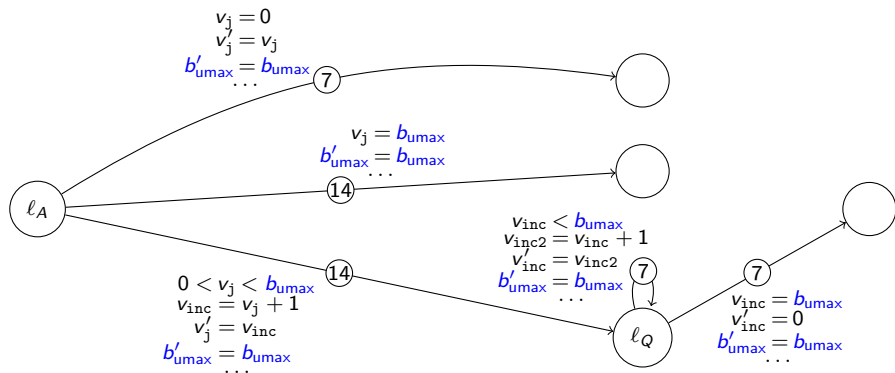 v_j = 0
v'_j = v_j
b'_umax = b_umax
...
7
v_j = b_umax
b'_umax = b_umax
...
14
ℓ_A
14
0 < v_j < b_umax
v_inc = v_j + 1
v'_j = v_inc
b'_umax = b_umax
...
v_inc < b_umax
v_inc2 = v_inc + 1
v'_inc = v_inc2
b'_umax = b_umax
...
7
ℓ_Q
7
v_inc = b_umax
v'_inc = 0
b'_umax = b_umax
...